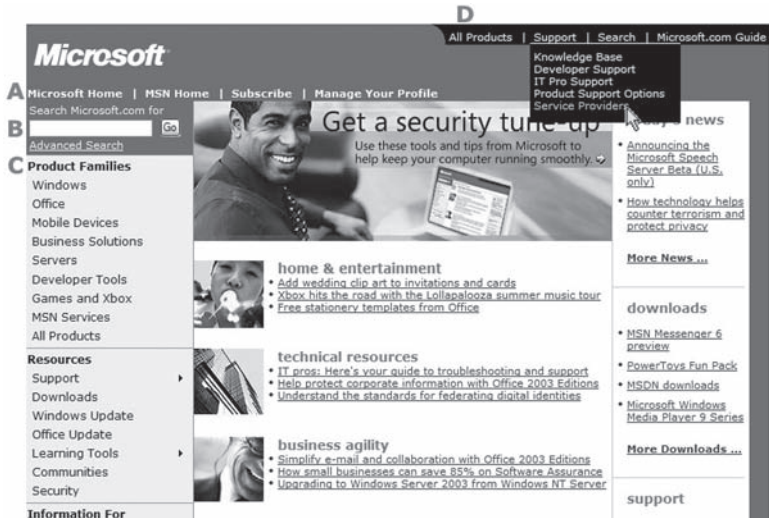 D
All Products | Support | Search | Microsoft.com Guide
Microsoft
Knowledge Base
Developer Support
IT Pro Support
Product Support Options
Service Providers
A
Microsoft Home | MSN Home | Subscribe | Manage Your Profile
Search Microsoft.com for
B
Go
Advanced Search
C
Product Families
Windows
Office
Mobile Devices
Business Solutions
Servers
Developer Tools
Games and Xbox
MSN Services
All Products
Resources
Support
Downloads
Windows Update
Office Update
Learning Tools
Communities
Security
Information For
Get a security tune-up
Use these tools and tips from Microsoft to
help keep your computer running smoothly.
home & entertainment
• Add wedding clip art to invitations and cards
• Xbox hits the road with the Lollapalooza summer music tour
• Free stationery templates from Office
technical resources
• IT pros: Here's your guide to troubleshooting and support
• Help protect corporate information with Office 2003 Editions
• Understand the standards for federating digital identities
business agility
• Simplify e-mail and collaboration with Office 2003 Editions
• How small businesses can save 85% on Software Assurance
• Upgrading to Windows Server 2003 from Windows NT Server
news
• Announcing the
Microsoft Speech
Server Beta (U.S.
only)
• How technology helps
counter terrorism and
protect privacy
More News ...
downloads
• MSN Messenger 6
preview
• PowerToys Fun Pack
• MSDN downloads
• Microsoft Windows
Media Player 9 Series
More Downloads ...
support